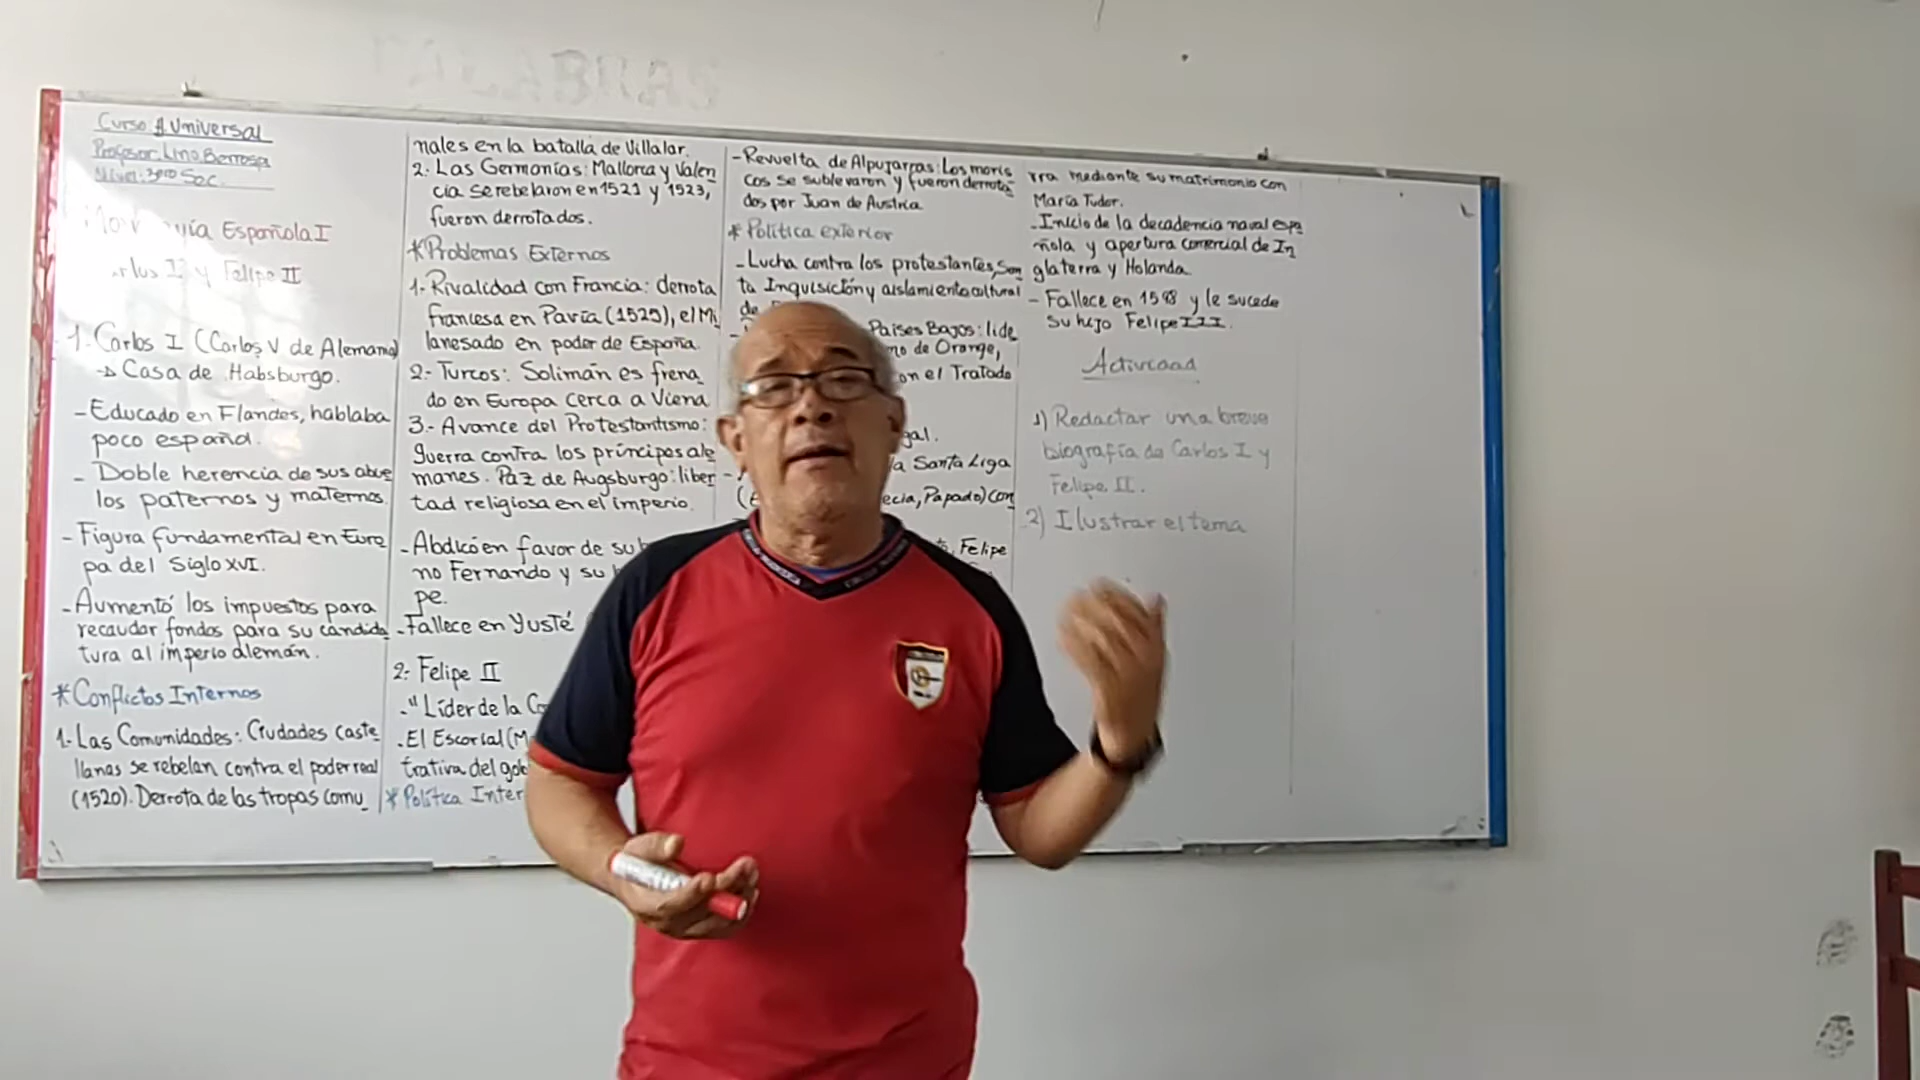 Curso H Universal
Profesor: Lino Berrospi
Nivel: 3ero Sec.
Española I
Felipe II
1.- Carlos I (Carlos V de Alemania)
→ Casa de Habsburgo.
- Educado en Flandes, hablaba
poco español.
- Doble herencia de sus abue
los paternos y maternos.
- Figura fundamental en Euro
pa del Siglo XVI.
- Aumentó los impuestos para
recaudar fondos para su candida
tura al imperio alemán.
* Conflictos Internos
1.- Las Comunidades: Ciudades caste
llanas se rebelan contra el poder real
(1520). Derrota de las tropas comu
nales en la batalla de Villalar.
2. Las Germanías: Mallorca y Valen
cia se rebelaron en 1521 y 1523,
fueron derrotados.
* Problemas Externos
1.- Rivalidad con Francia: derrota
francesa en Pavía (1525), el Mi
lanesado en poder de España.
2.- Turcos: Solimán es frena
do en Europa cerca a Viena
3.- Avance del Protestantismo:
Guerra contra los príncipes ale
manes. Paz de Augsburgo: liber
tad religiosa en el imperio.
- Abdicó en favor de su
no Fernando y su
pe.
- Fallece en Yusté
2.- Felipe II
- "Líder de la
- El Escorial
trativa del
* Política
- Revuelta de Alpujarras: Los moris
cos se sublevaron y fueron derrota
dos por Juan de Austria
* Política exterior
- Lucha contra los protestantes, San
ta Inquisición y aislamiento cultural
de
Países Bajos: lide
de Orange,
on el Tratado
gal.
la Santa Liga
ecia, Papado) con
Felipe
rra mediante su matrimonio con
María Tudor.
- Inicio de la decadencia naval espa
ñola y apertura comercial de In
glaterra y Holanda
- Fallece en 1598 y le sucede
su hijo Felipe III.
Actividad
1) Redactar una breve
biografía de Carlos I y
Felipe II.
2) Ilustrar el tema